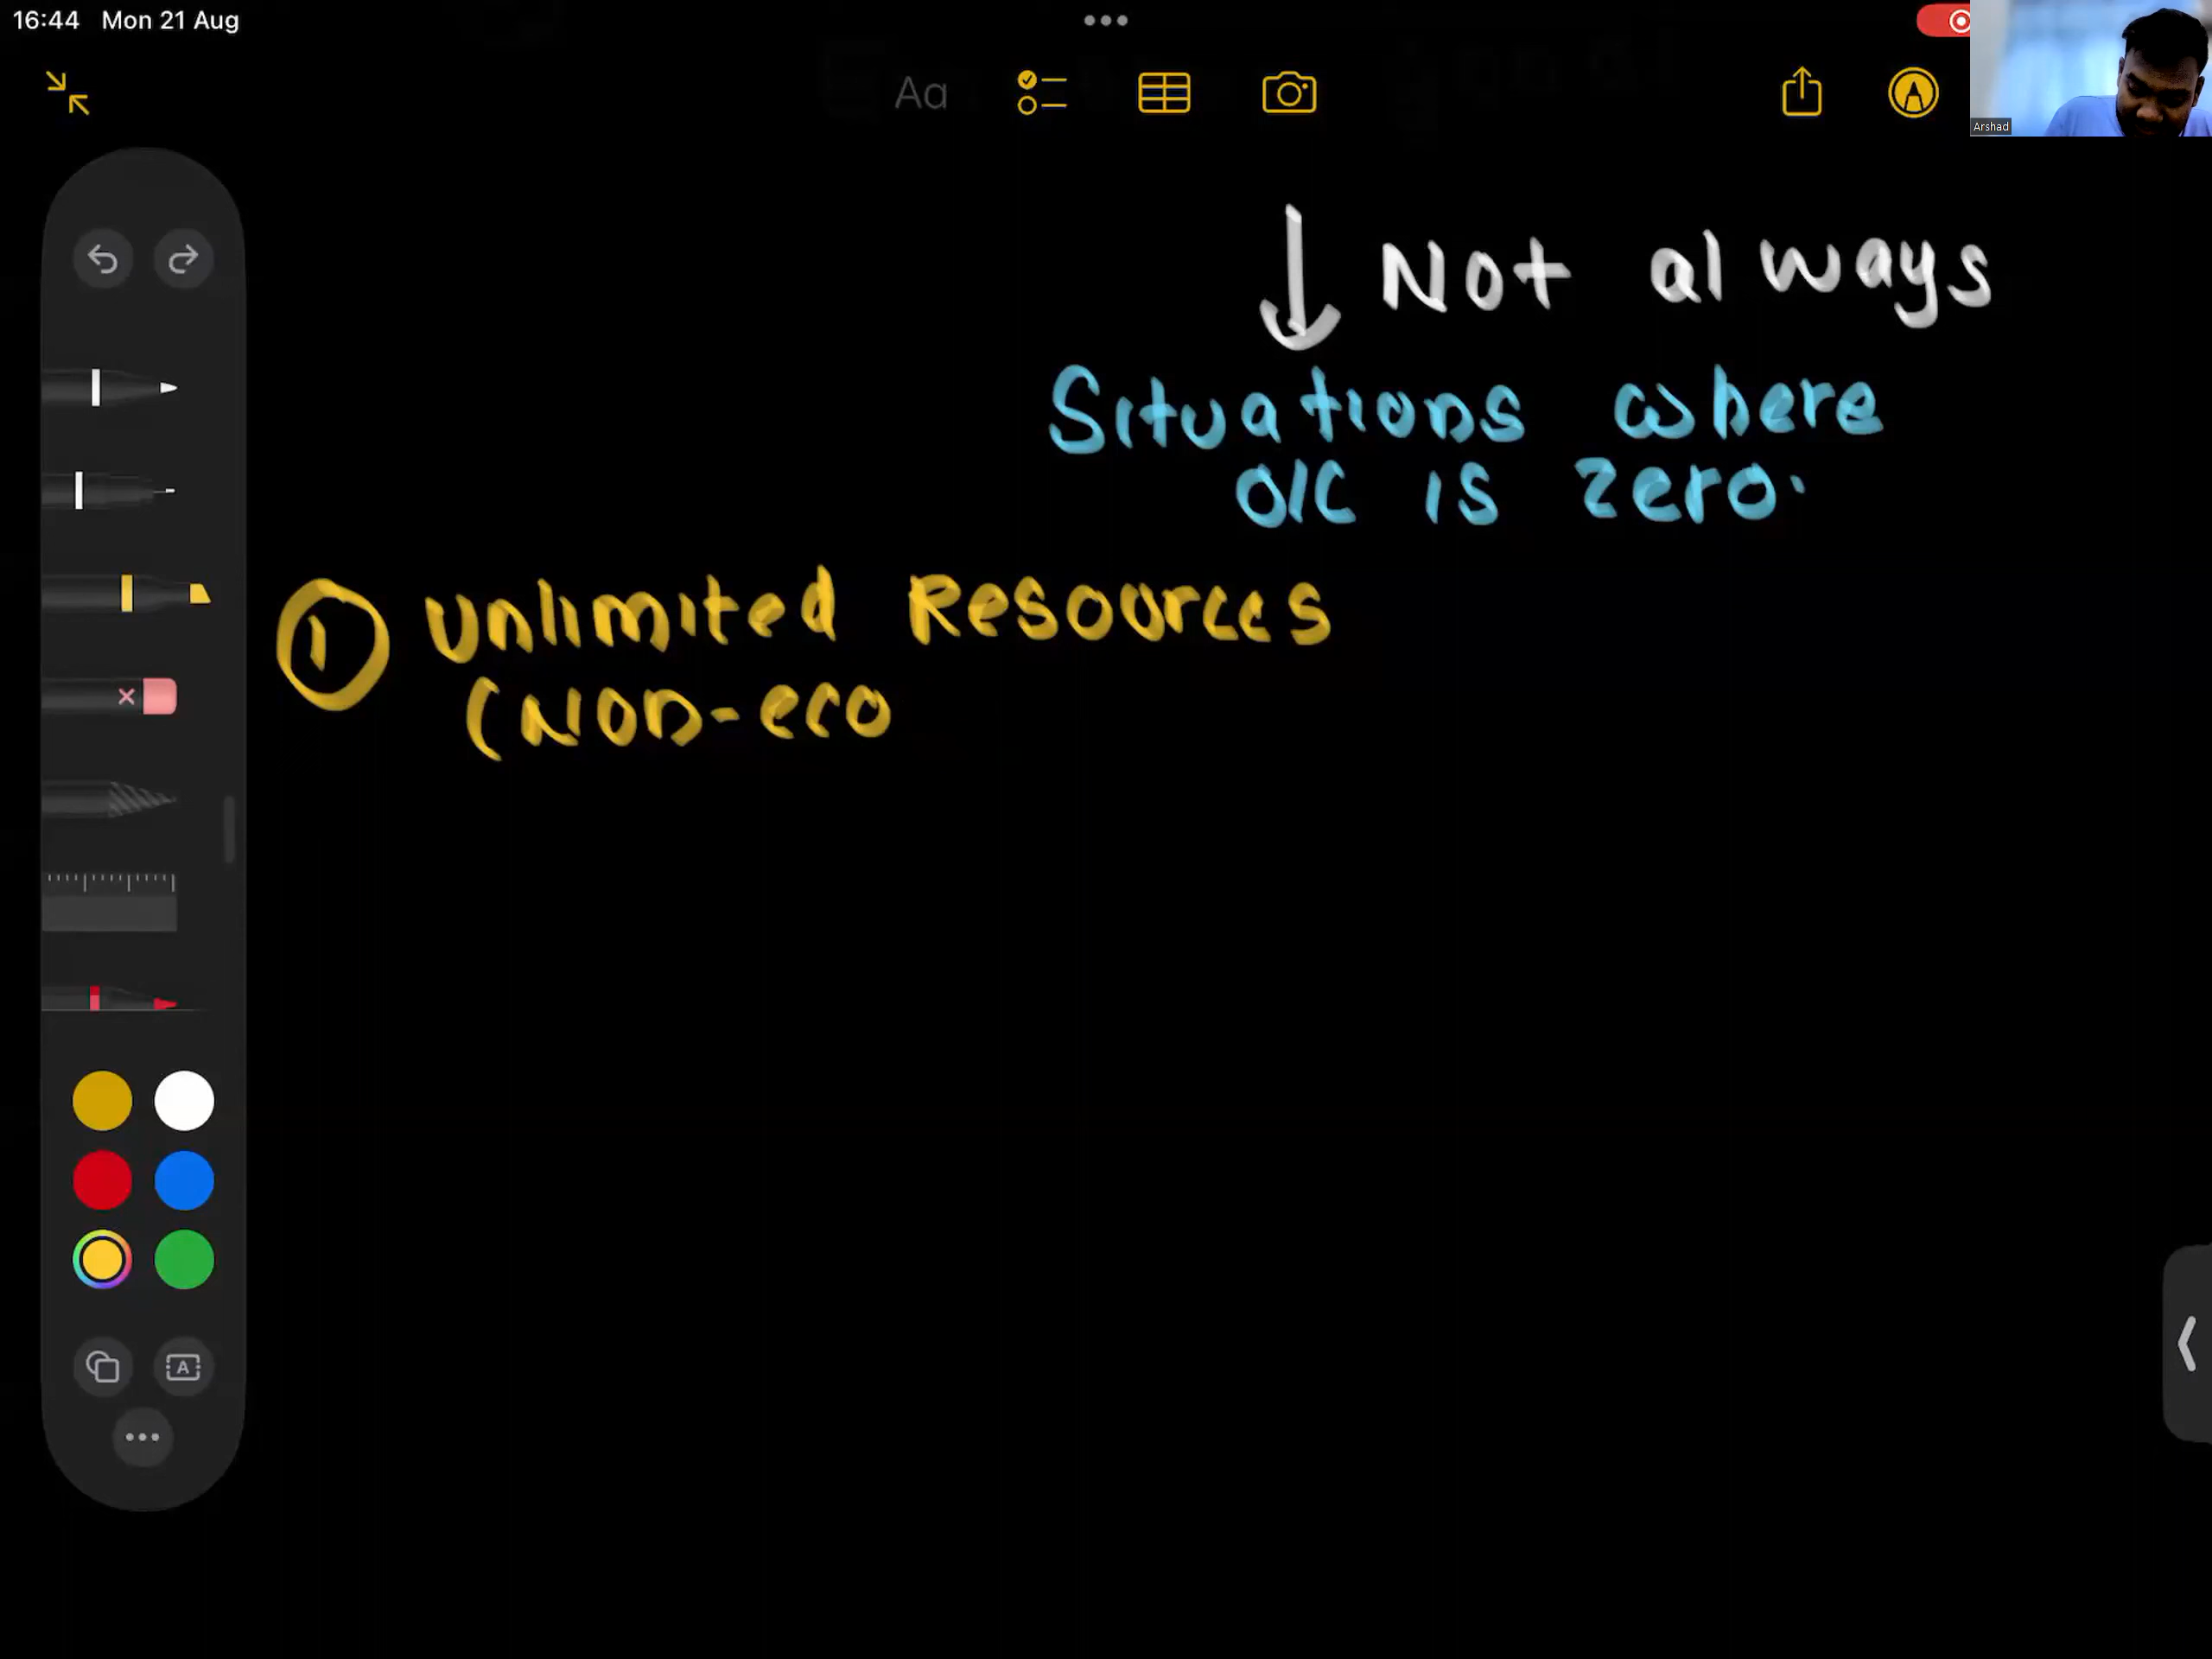 16:44 Mon 21 Aug
Aa
Arshad
Not always
Situations where
O/C is zero.
① Unlimited Resources
(Non-eco
A